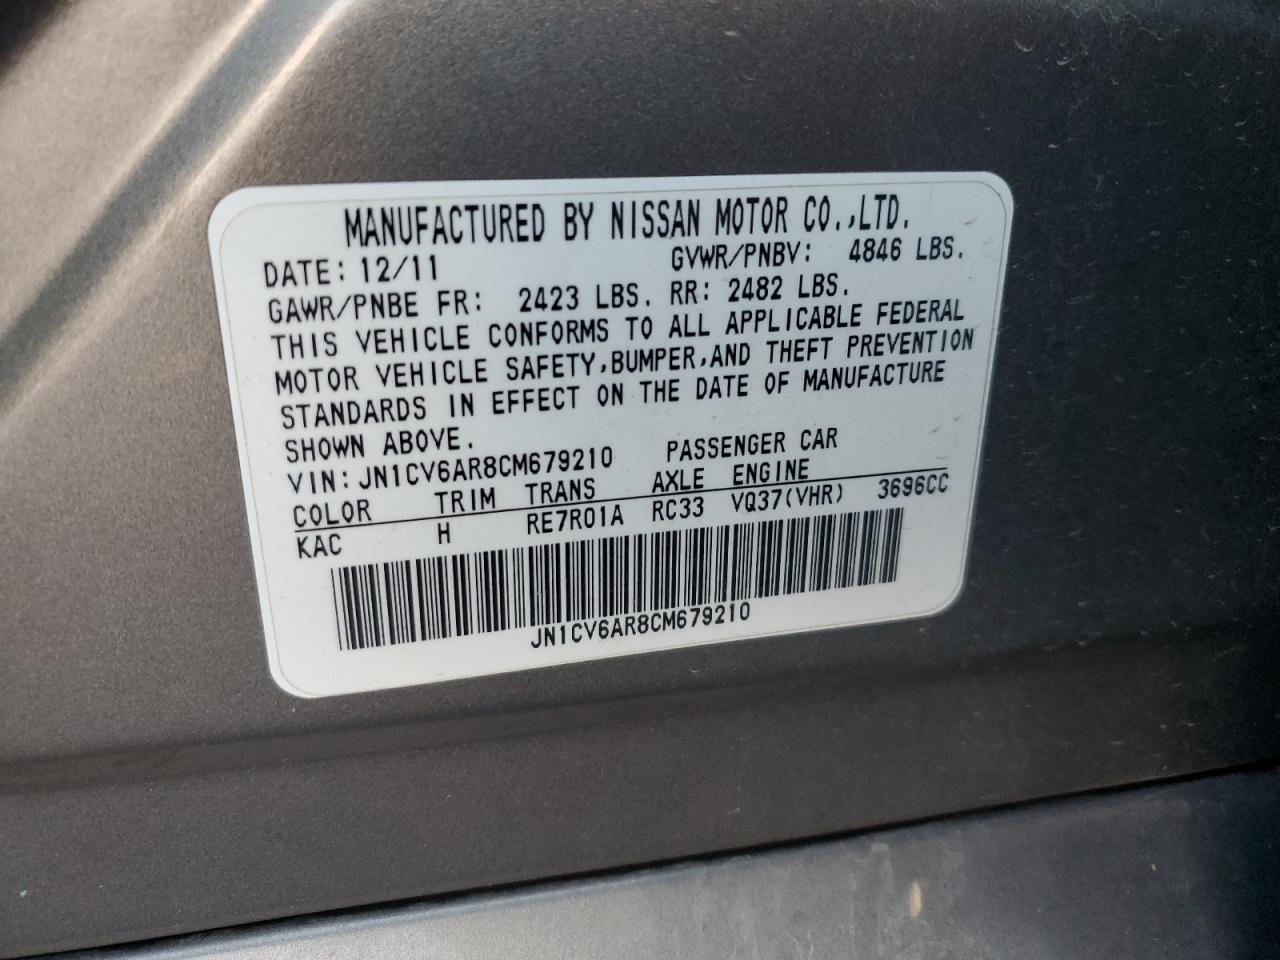 MANUFACTURED BY NISSAN MOTOR CO.,LTD.
DATE: 12/11 GVWR/PNBV: 4846 LBS.
GAWR/PNBE FR: 2423 LBS. RR: 2482 LBS.
THIS VEHICLE CONFORMS TO ALL APPLICABLE FEDERAL
MOTOR VEHICLE SAFETY,BUMPER,AND THEFT PREVENTION
STANDARDS IN EFFECT ON THE DATE OF MANUFACTURE
SHOWN ABOVE.
VIN:JN1CV6AR8CM679210 PASSENGER CAR
COLOR TRIM TRANS AXLE ENGINE
KAC H RE7R01A RC33 VQ37(VHR) 3696CC
JN1CV6AR8CM679210